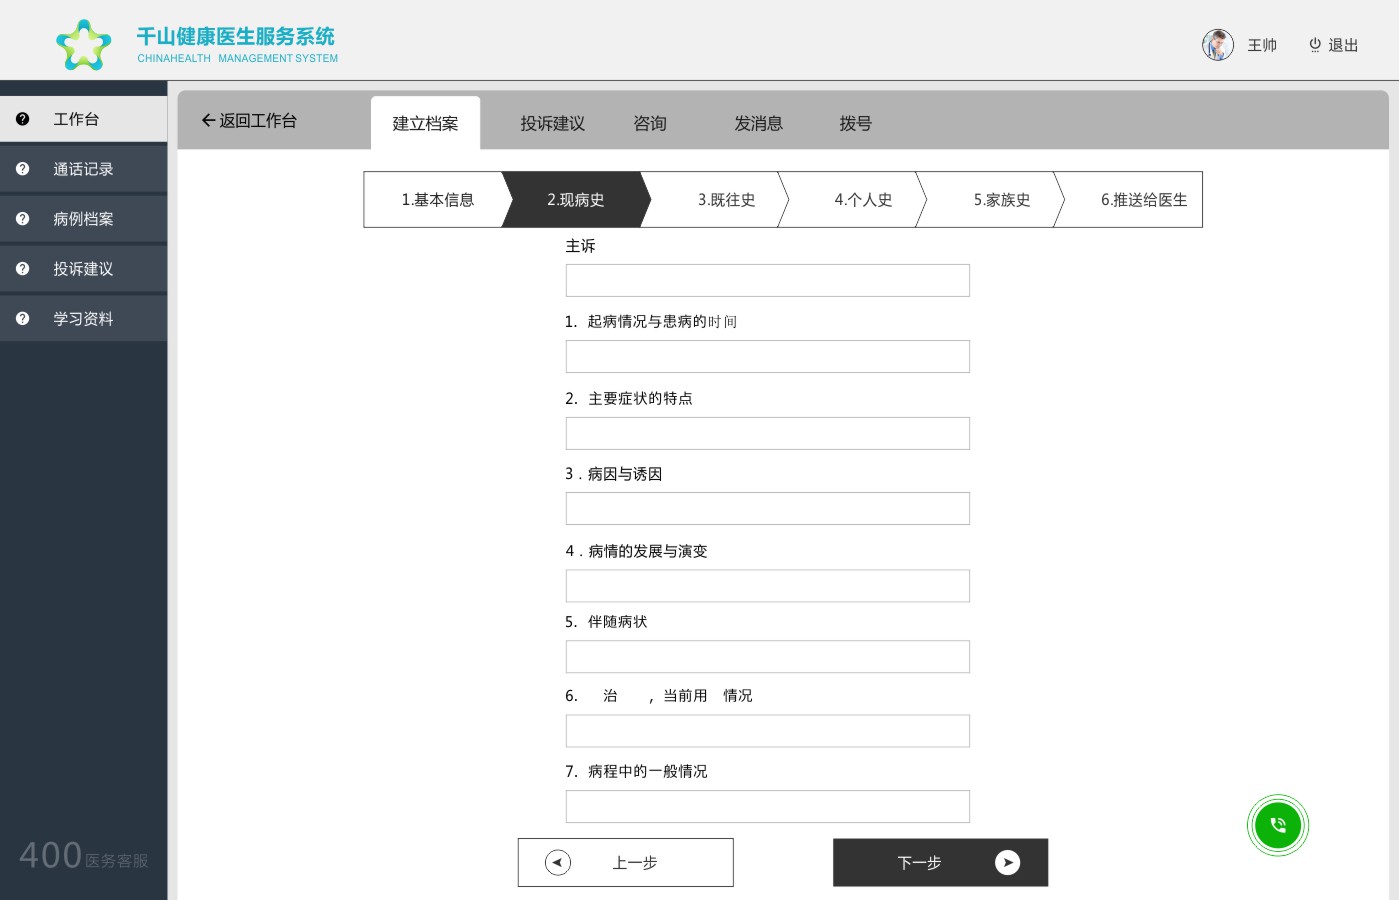 千山健康医生服务系统
CHINAHEALTH MANAGEMENT SYSTEM
王帅
退出
工作台
通话记录
病例档案
投诉建议
学习资料
400医务客服
返回工作台
建立档案
投诉建议
咨询
发消息
拨号
1.基本信息
2.现病史
3.既往史
4.个人史
5.家族史
6.推送给医生
主诉
1. 起病情况与患病的时间
2. 主要症状的特点
3 . 病因与诱因
4 . 病情的发展与演变
5. 伴随病状
6. 治 ，当前用 情况
7. 病程中的一般情况
上一步
下一步